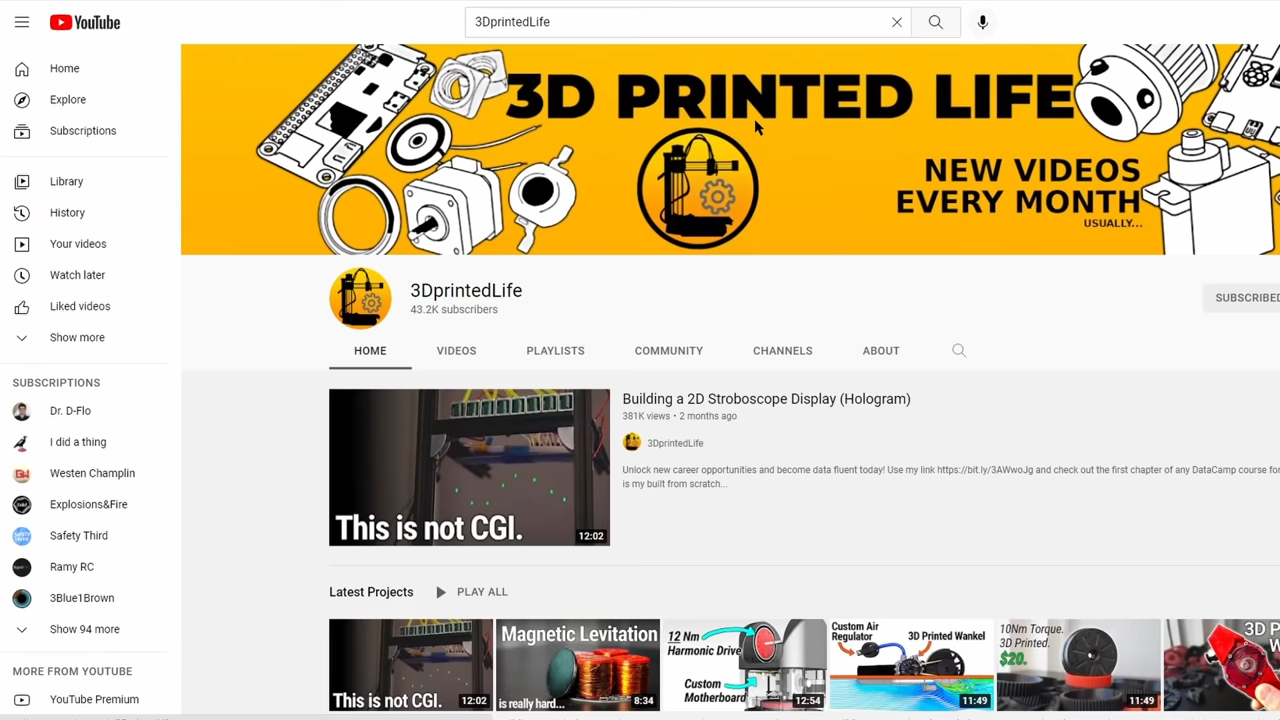 YouTube
3DprintedLife
Home
Explore
Subscriptions
Library
History
Your videos
Watch later
Liked videos
Show more
SUBSCRIPTIONS
Dr. D-Flo
I did a thing
Westen Champlin
Explosions&Fire
Safety Third
Ramy RC
3Blue1Brown
Show 94 more
MORE FROM YOUTUBE
YouTube Premium
3D PRINTED LIFE
NEW VIDEOS
EVERY MONTH
USUALLY...
3DprintedLife
43.2K subscribers
SUBSCRIBED
HOME VIDEOS PLAYLISTS COMMUNITY CHANNELS ABOUT
This is not CGI.
12:02
Building a 2D Stroboscope Display (Hologram)
381K views • 2 months ago
3DprintedLife
Unlock new career opportunities and become data fluent today! Use my link https://bit.ly/3AWwoJg and check out the first chapter of any DataCamp course for
is my built from scratch...
Latest Projects PLAY ALL
This is not CGI.
12:02
Magnetic Levitation
is really hard...
8:34
12 Nm
Harmonic Drive
Custom
Motherboard
12:54
Custom Air
Regulator
3D Printed Wankel
11:49
10Nm Torque.
3D Printed.
$20.
11:49
3D P
W